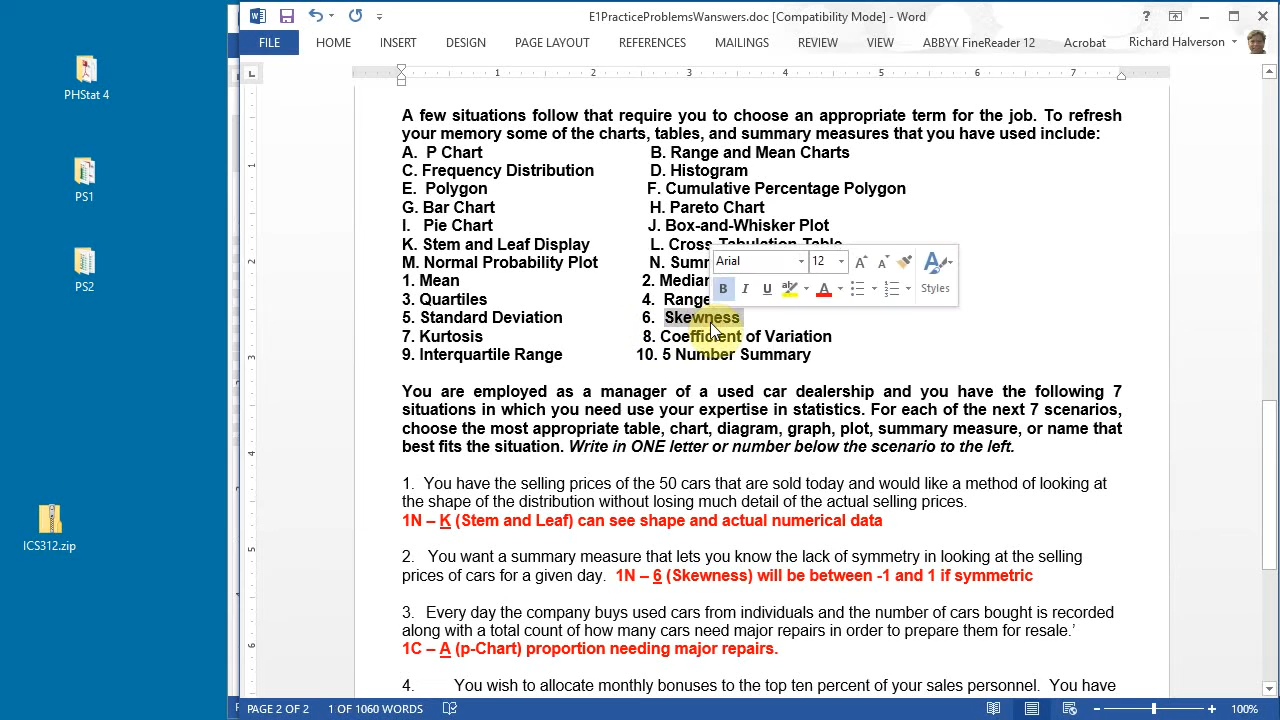 E1PracticeProblemsWanswers.doc [Compatibility Mode] - Word
FILE HOME INSERT DESIGN PAGE LAYOUT REFERENCES MAILINGS REVIEW VIEW ABBYY FineReader 12 Acrobat Richard Halverson
1 2 3 4 5 6 7
PHStat 4
PS1
PS2
ICS312.zip
A few situations follow that require you to choose an appropriate term for the job. To refresh
your memory some of the charts, tables, and summary measures that you have used include:
A. P Chart B. Range and Mean Charts
C. Frequency Distribution D. Histogram
E. Polygon F. Cumulative Percentage Polygon
G. Bar Chart H. Pareto Chart
I. Pie Chart J. Box-and-Whisker Plot
K. Stem and Leaf Display L. Cross Tabulation Table
M. Normal Probability Plot N. Summ
1. Mean 2. Median
3. Quartiles 4. Range
5. Standard Deviation 6. Skewness
7. Kurtosis 8. Coefficient of Variation
9. Interquartile Range 10. 5 Number Summary
Arial 12
B I U ab A Styles
You are employed as a manager of a used car dealership and you have the following 7
situations in which you need use your expertise in statistics. For each of the next 7 scenarios,
choose the most appropriate table, chart, diagram, graph, plot, summary measure, or name that
best fits the situation. Write in ONE letter or number below the scenario to the left.
1. You have the selling prices of the 50 cars that are sold today and would like a method of looking at
the shape of the distribution without losing much detail of the actual selling prices.
1N – K (Stem and Leaf) can see shape and actual numerical data
2. You want a summary measure that lets you know the lack of symmetry in looking at the selling
prices of cars for a given day. 1N – 6 (Skewness) will be between -1 and 1 if symmetric
3. Every day the company buys used cars from individuals and the number of cars bought is recorded
along with a total count of how many cars need major repairs in order to prepare them for resale.’
1C – A (p-Chart) proportion needing major repairs.
4. You wish to allocate monthly bonuses to the top ten percent of your sales personnel. You have
PAGE 2 OF 2 1 OF 1060 WORDS 100%